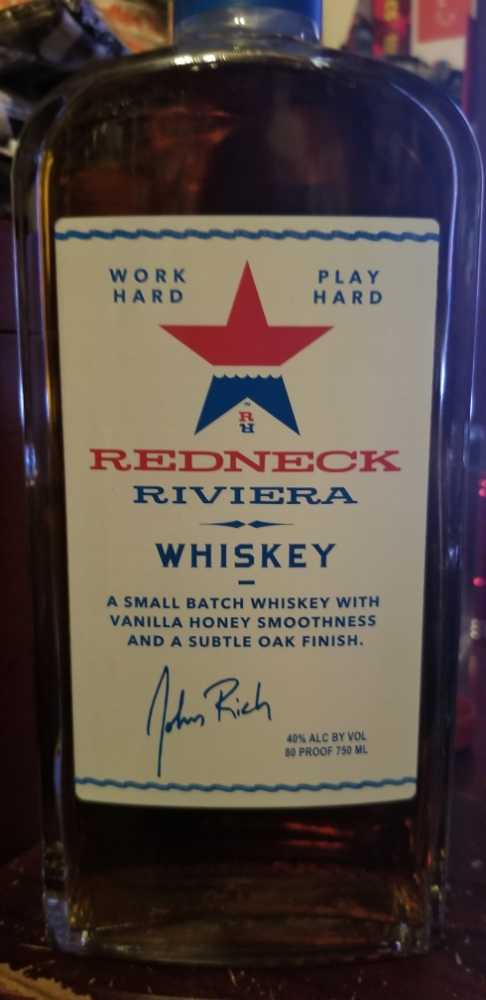 WORK
HARD
PLAY
HARD
R
R
REDNECK
RIVIERA
WHISKEY
A SMALL BATCH WHISKEY WITH
VANILLA HONEY SMOOTHNESS
AND A SUBTLE OAK FINISH.
John Rich
40% ALC BY VOL
80 PROOF 750 ML